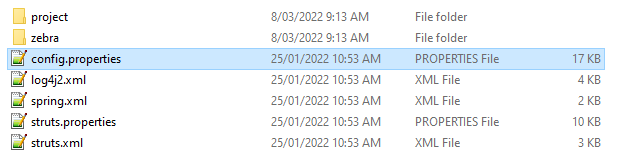 project 8/03/2022 9:13 AM File folder
zebra 8/03/2022 9:13 AM File folder
config.properties 25/01/2022 10:53 AM PROPERTIES File 17 KB
log4j2.xml 25/01/2022 10:53 AM XML File 4 KB
spring.xml 25/01/2022 10:53 AM XML File 2 KB
struts.properties 25/01/2022 10:53 AM PROPERTIES File 10 KB
struts.xml 25/01/2022 10:53 AM XML File 3 KB